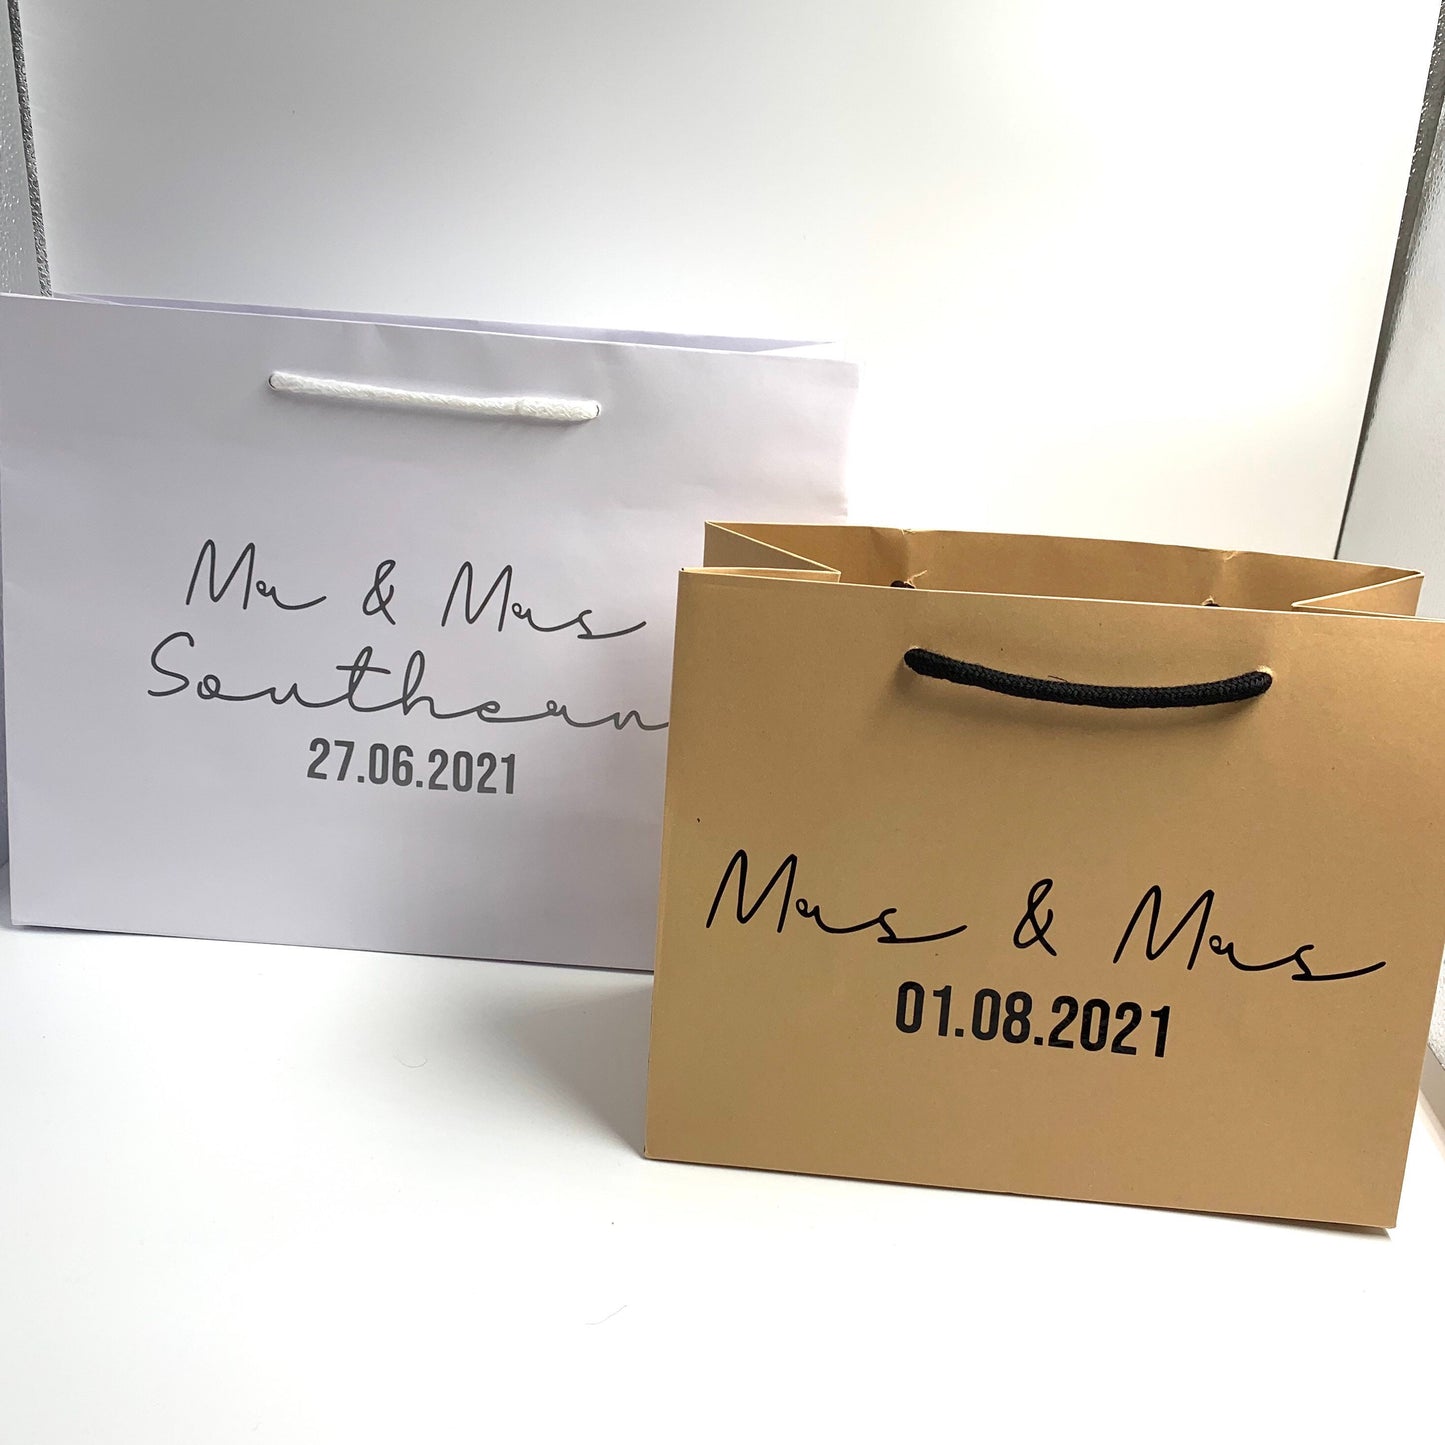 Mr & Mrs
Southern
27.06.2021
Mrs & Mrs
01.08.2021